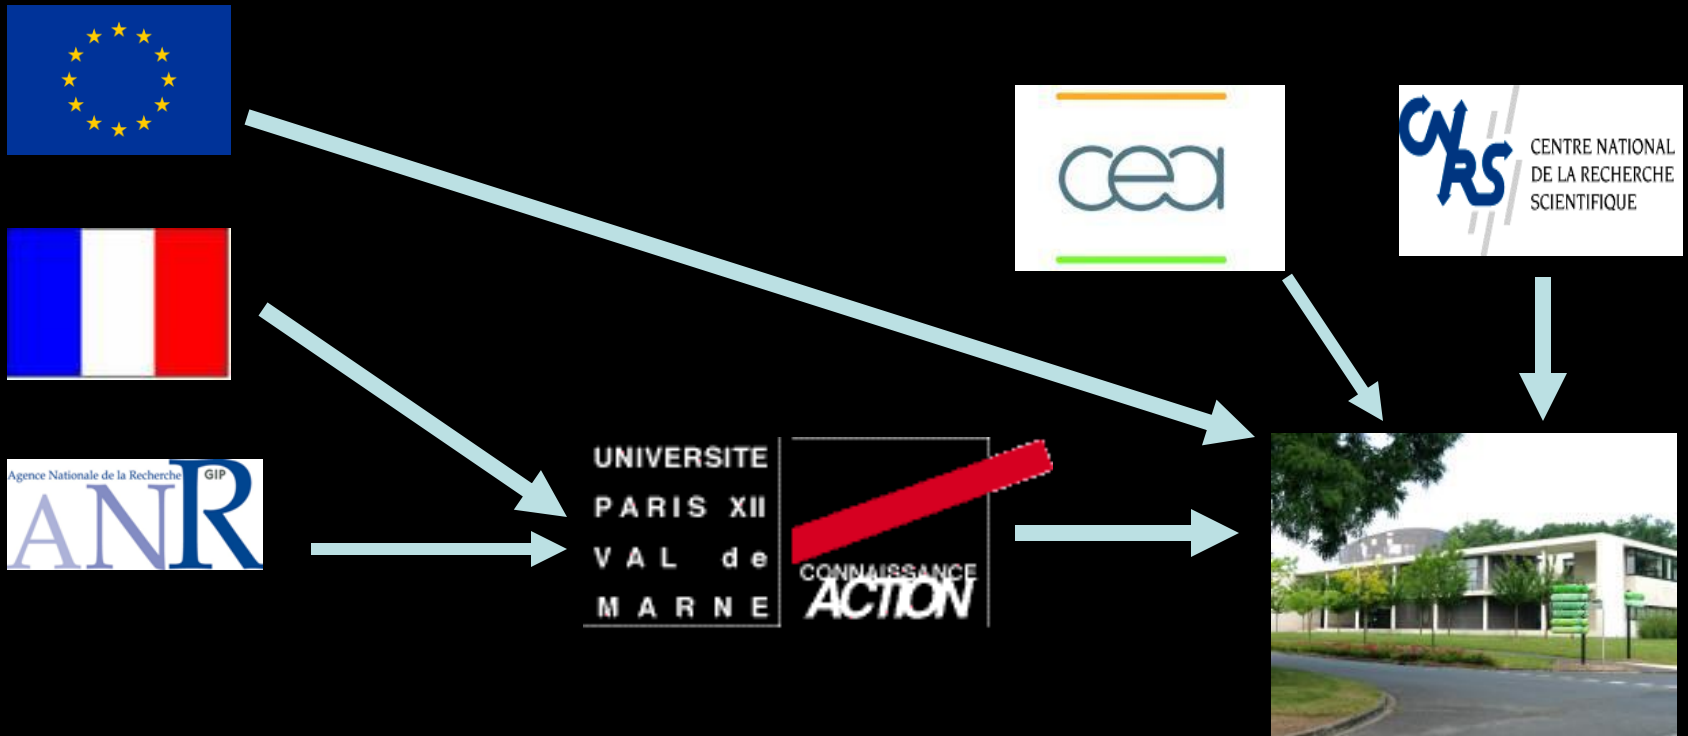 cea
CNRS
CENTRE NATIONAL
DE LA RECHERCHE
SCIENTIFIQUE
Agence Nationale de la Recherche
GIP
ANR
UNIVERSITE
PARIS XII
VAL de
MARNE
CONNAISSANCE
ACTION